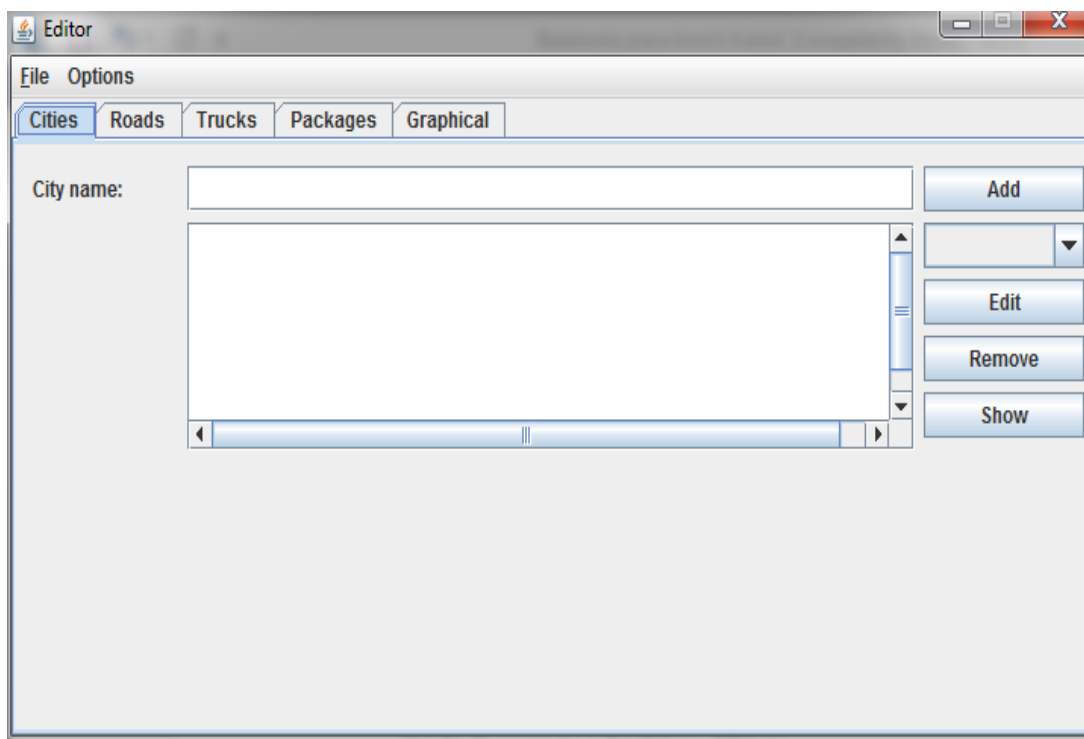 Editor
File Options
Cities Roads Trucks Packages Graphical
City name: Add
Edit
Remove
Show